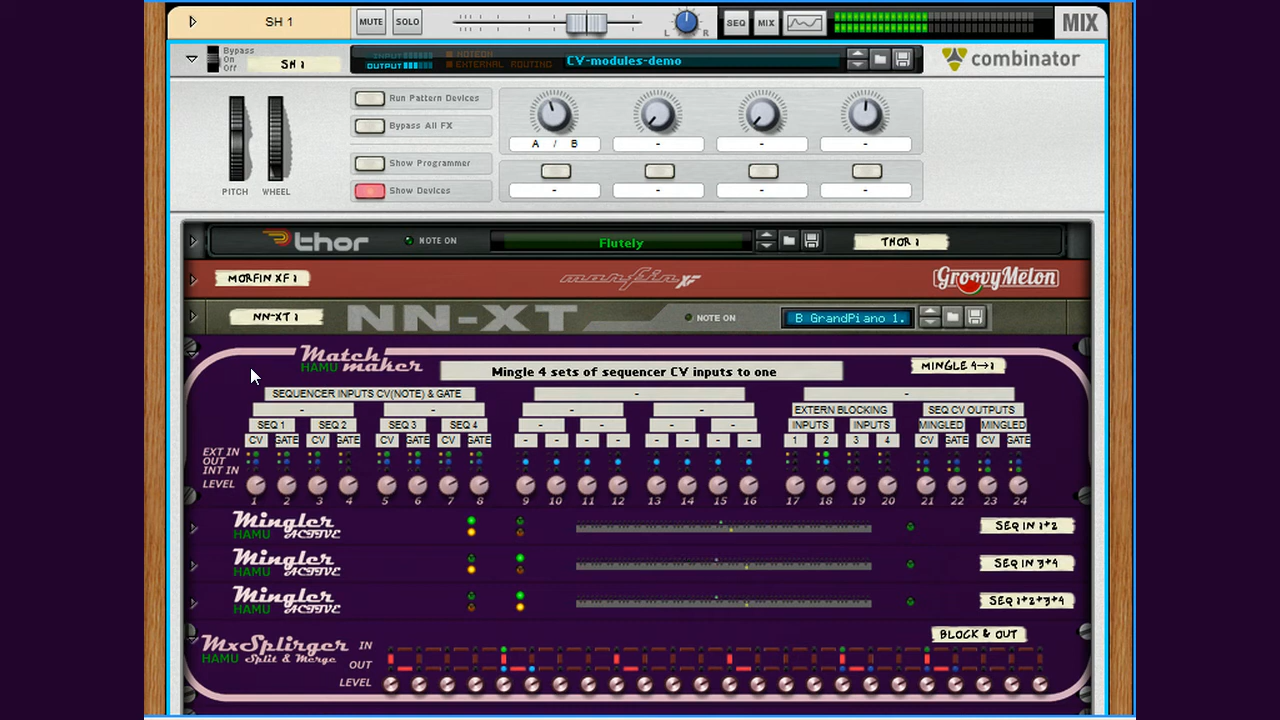 SH 1 MUTE SOLO L R SEQ MIX MIX
Bypass
On
Off
SH 1
INPUT
OUTPUT
NOTEON
EXTERNAL ROUTING
CV-modules-demo
combinator
Run Pattern Devices
Bypass All FX
Show Programmer
Show Devices
PITCH WHEEL
A / B - - -
- - - -
thor NOTE ON Flutely THOR 1
MORFIN XF 1 morfin XF GroovyMelon
NN-XT 1 NN-XT NOTE ON B GrandPiano 1.
Match
HAMU maker
Mingle 4 sets of sequencer CV inputs to one
MINGLE 4→1
SEQUENCER INPUTS CV(NOTE) & GATE - -
- - - - EXTERN BLOCKING SEQ CV OUTPUTS
SEQ 1 SEQ 2 SEQ 3 SEQ 4 - - - - INPUTS INPUTS MINGLED MINGLED
CV GATE CV GATE CV GATE CV GATE - - - - - - - - 1 2 3 4 CV GATE CV GATE
EXT IN
OUT
INT IN
LEVEL
1 2 3 4 5 6 7 8 9 10 11 12 13 14 15 16 17 18 19 20 21 22 23 24
Mingler
HAMU ACTIVE
SEQ IN 1+2
Mingler
HAMU ACTIVE
SEQ IN 3+4
Mingler
HAMU ACTIVE
SEQ 1+2+3+4
MxSplirger
HAMU Split & Merge
IN
OUT
LEVEL
BLOCK & OUT